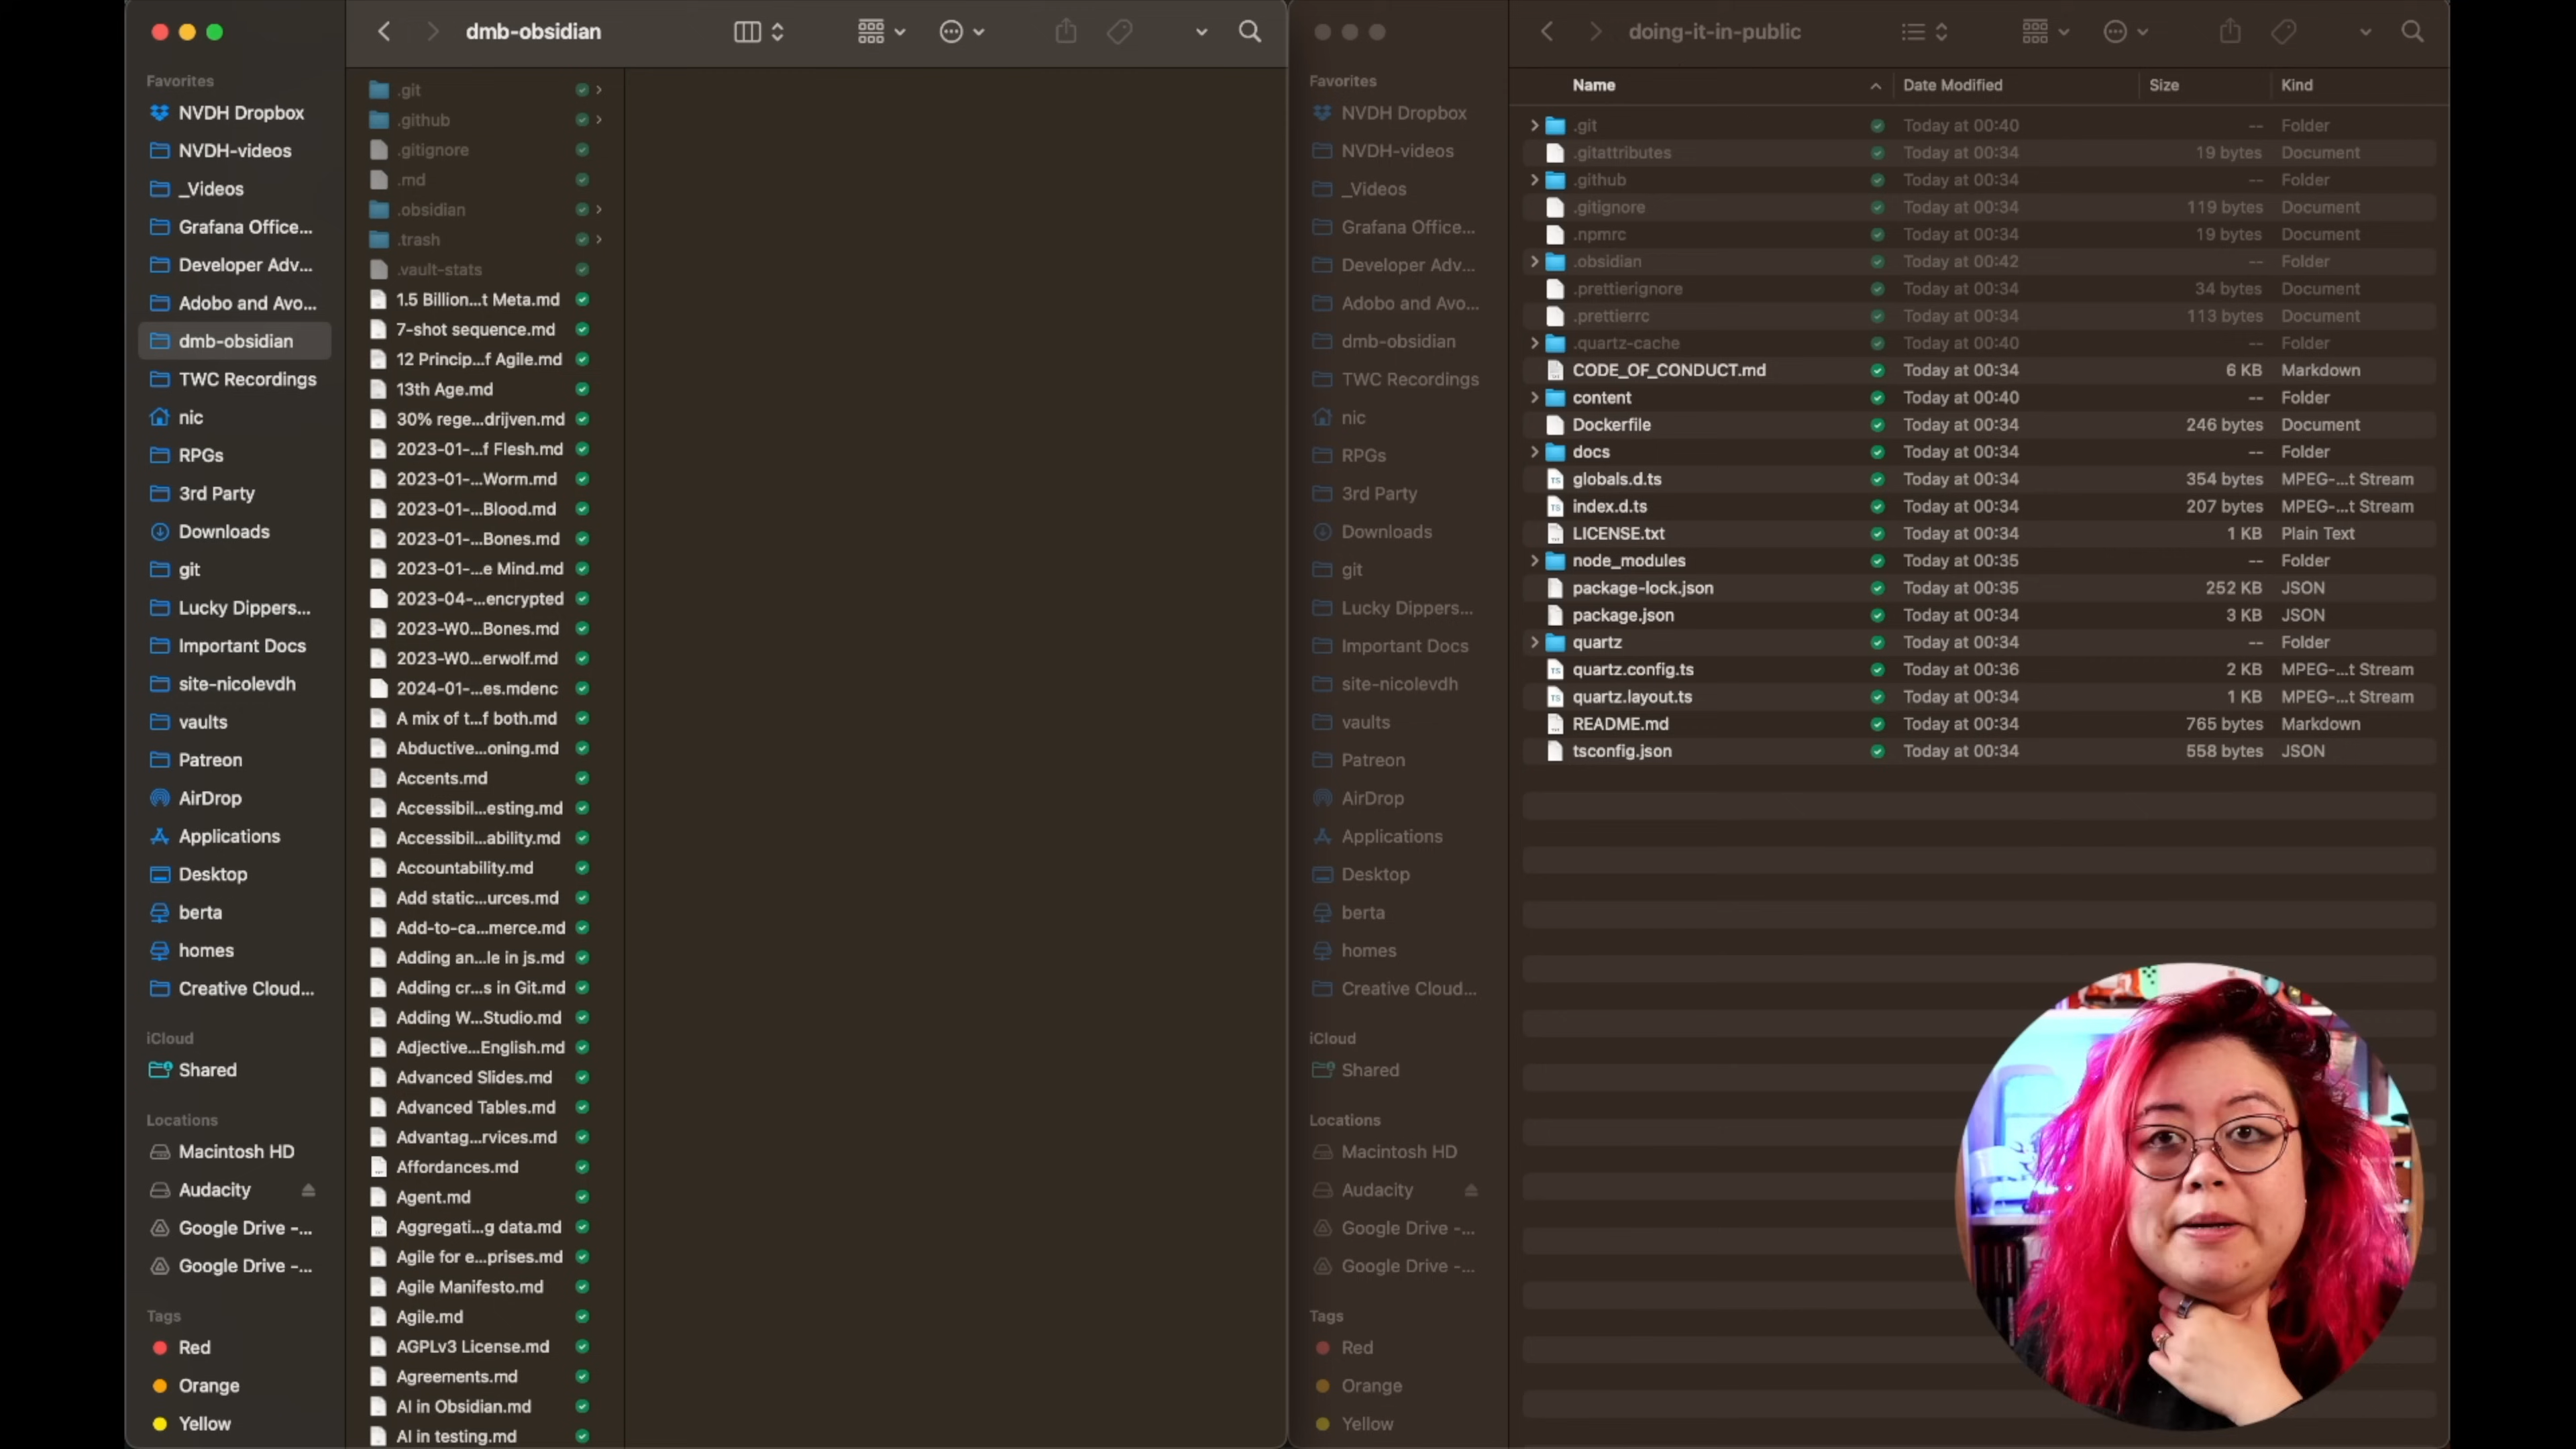 dmb-obsidian
Favorites
NVDH Dropbox
NVDH-videos
_Videos
Grafana Office...
Developer Adv...
Adobo and Avo...
dmb-obsidian
TWC Recordings
nic
RPGs
3rd Party
Downloads
git
Lucky Dippers...
Important Docs
site-nicolevdh
vaults
Patreon
AirDrop
Applications
Desktop
berta
homes
Creative Cloud...
iCloud
Shared
Locations
Macintosh HD
Audacity
Google Drive -...
Google Drive -...
Tags
Red
Orange
Yellow
.git
.github
.gitignore
.md
.obsidian
.trash
.vault-stats
1.5 Billion...t Meta.md
7-shot sequence.md
12 Princip...f Agile.md
13th Age.md
30% rege...drijven.md
2023-01-...f Flesh.md
2023-01-...Worm.md
2023-01-...Blood.md
2023-01-...Bones.md
2023-01-...e Mind.md
2023-04-...encrypted
2023-W0...Bones.md
2023-W0...erwolf.md
2024-01-...es.mdenc
A mix of t...f both.md
Abductive...oning.md
Accents.md
Accessibil...esting.md
Accessibil...ability.md
Accountability.md
Add static...urces.md
Add-to-ca...merce.md
Adding an...le in js.md
Adding cr...s in Git.md
Adding W...Studio.md
Adjective...English.md
Advanced Slides.md
Advanced Tables.md
Advantag...rvices.md
Affordances.md
Agent.md
Aggregati...g data.md
Agile for e...prises.md
Agile Manifesto.md
Agile.md
AGPLv3 License.md
Agreements.md
AI in Obsidian.md
AI in testing.md
doing-it-in-public
Favorites
NVDH Dropbox
NVDH-videos
_Videos
Grafana Office...
Developer Adv...
Adobo and Avo...
dmb-obsidian
TWC Recordings
nic
RPGs
3rd Party
Downloads
git
Lucky Dippers...
Important Docs
site-nicolevdh
vaults
Patreon
AirDrop
Applications
Desktop
berta
homes
Creative Cloud...
iCloud
Shared
Locations
Macintosh HD
Audacity
Google Drive -...
Google Drive -...
Tags
Red
Orange
Yellow
Name Date Modified Size Kind
.git Today at 00:40 -- Folder
.gitattributes Today at 00:34 19 bytes Document
.github Today at 00:34 -- Folder
.gitignore Today at 00:34 119 bytes Document
.npmrc Today at 00:34 19 bytes Document
.obsidian Today at 00:42 -- Folder
.prettierignore Today at 00:34 34 bytes Document
.prettierrc Today at 00:34 113 bytes Document
.quartz-cache Today at 00:40 -- Folder
CODE_OF_CONDUCT.md Today at 00:34 6 KB Markdown
content Today at 00:40 -- Folder
Dockerfile Today at 00:34 246 bytes Document
docs Today at 00:34 -- Folder
globals.d.ts Today at 00:34 354 bytes MPEG-...t Stream
index.d.ts Today at 00:34 207 bytes MPEG-...t Stream
LICENSE.txt Today at 00:34 1 KB Plain Text
node_modules Today at 00:35 -- Folder
package-lock.json Today at 00:35 252 KB JSON
package.json Today at 00:34 3 KB JSON
quartz Today at 00:34 -- Folder
quartz.config.ts Today at 00:36 2 KB MPEG-...t Stream
quartz.layout.ts Today at 00:34 1 KB MPEG-...t Stream
README.md Today at 00:34 765 bytes Markdown
tsconfig.json Today at 00:34 558 bytes JSON